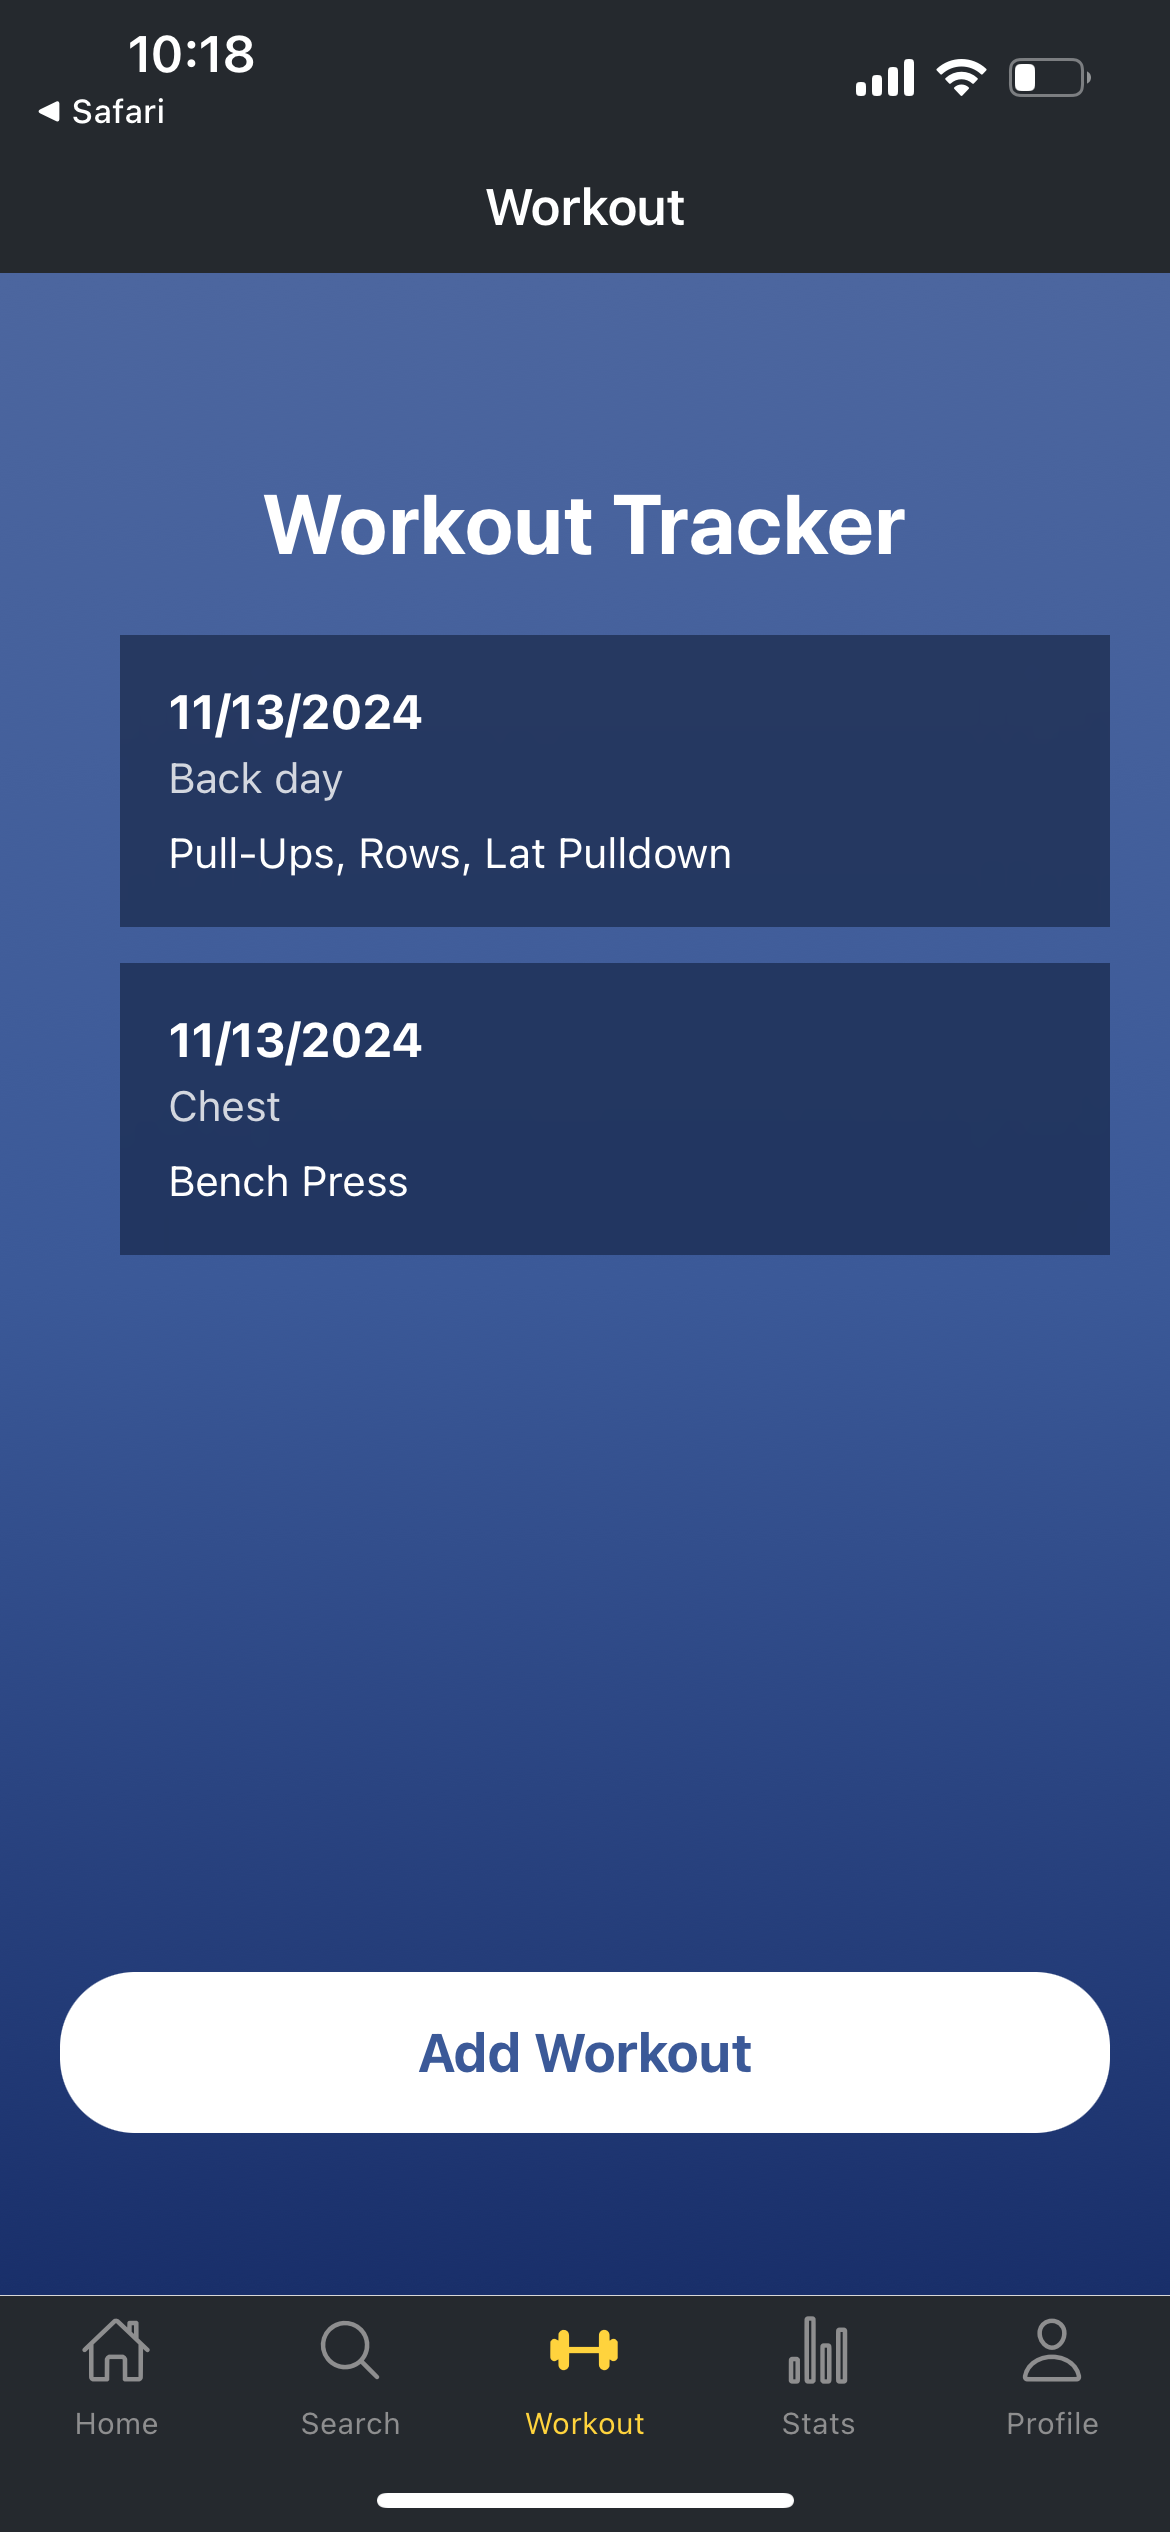 10:18
◀ Safari
Workout
Workout Tracker
11/13/2024
Back day
Pull-Ups, Rows, Lat Pulldown
11/13/2024
Chest
Bench Press
Add Workout
Home Search Workout Stats Profile